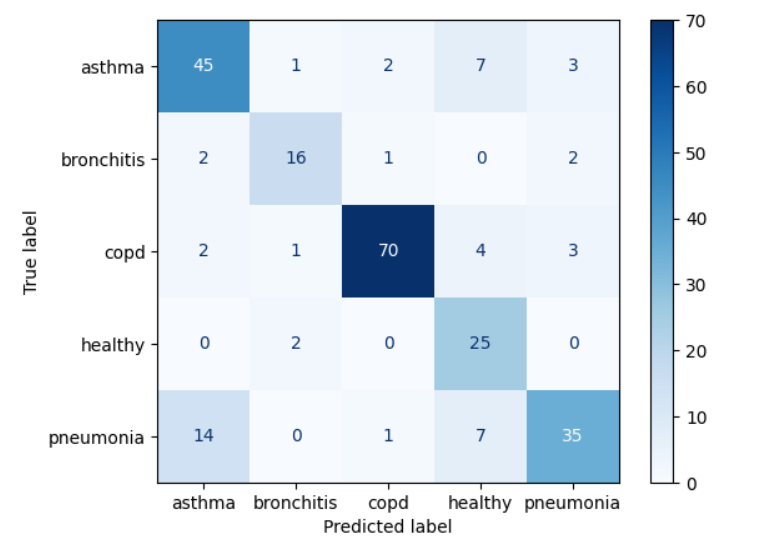 asthma 45 1 2 7 3
bronchitis 2 16 1 0 2
copd 2 1 70 4 3
healthy 0 2 0 25 0
pneumonia 14 0 1 7 35
asthma bronchitis copd healthy pneumonia
Predicted label
True label
70
60
50
40
30
20
10
0